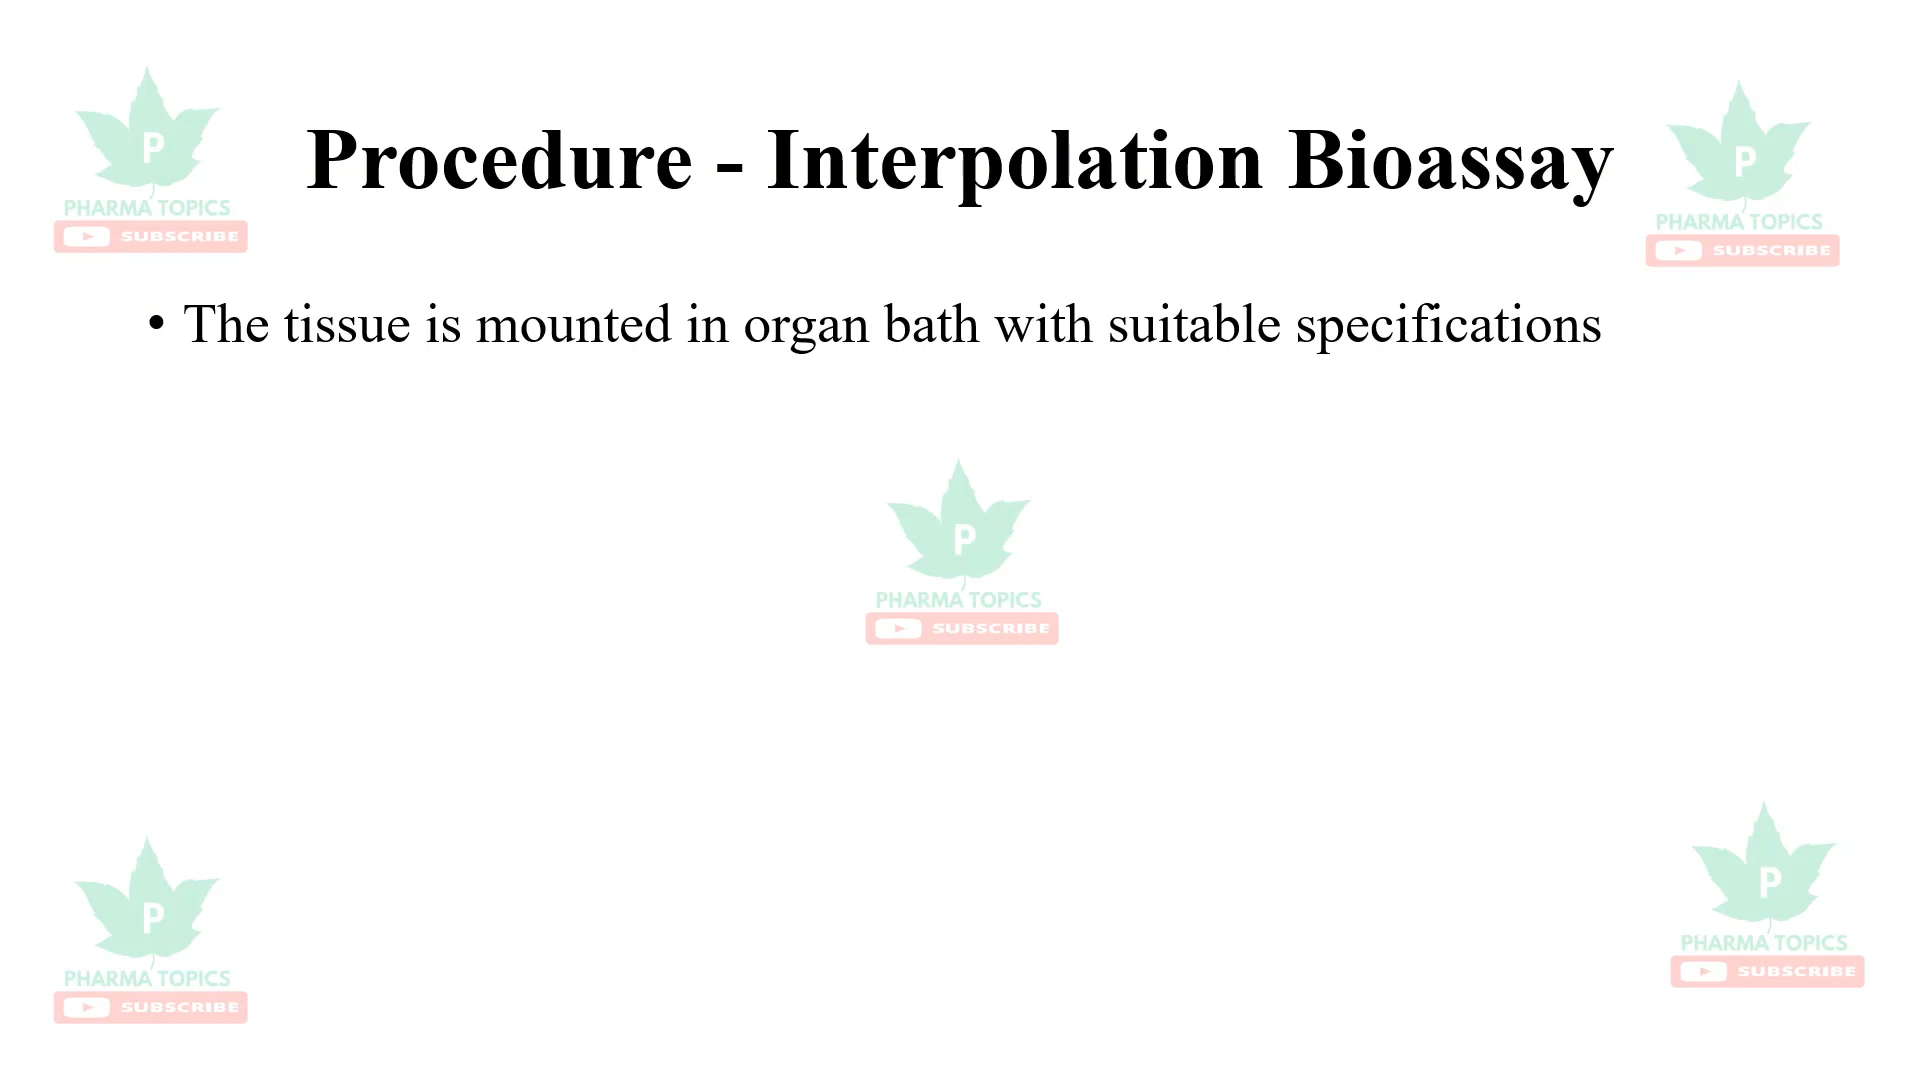 P
PHARMA TOPICS
SUBSCRIBE
Procedure - Interpolation Bioassay
P
PHARMA TOPICS
SUBSCRIBE
• The tissue is mounted in organ bath with suitable specifications
P
PHARMA TOPICS
SUBSCRIBE
P
PHARMA TOPICS
SUBSCRIBE
P
PHARMA TOPICS
SUBSCRIBE